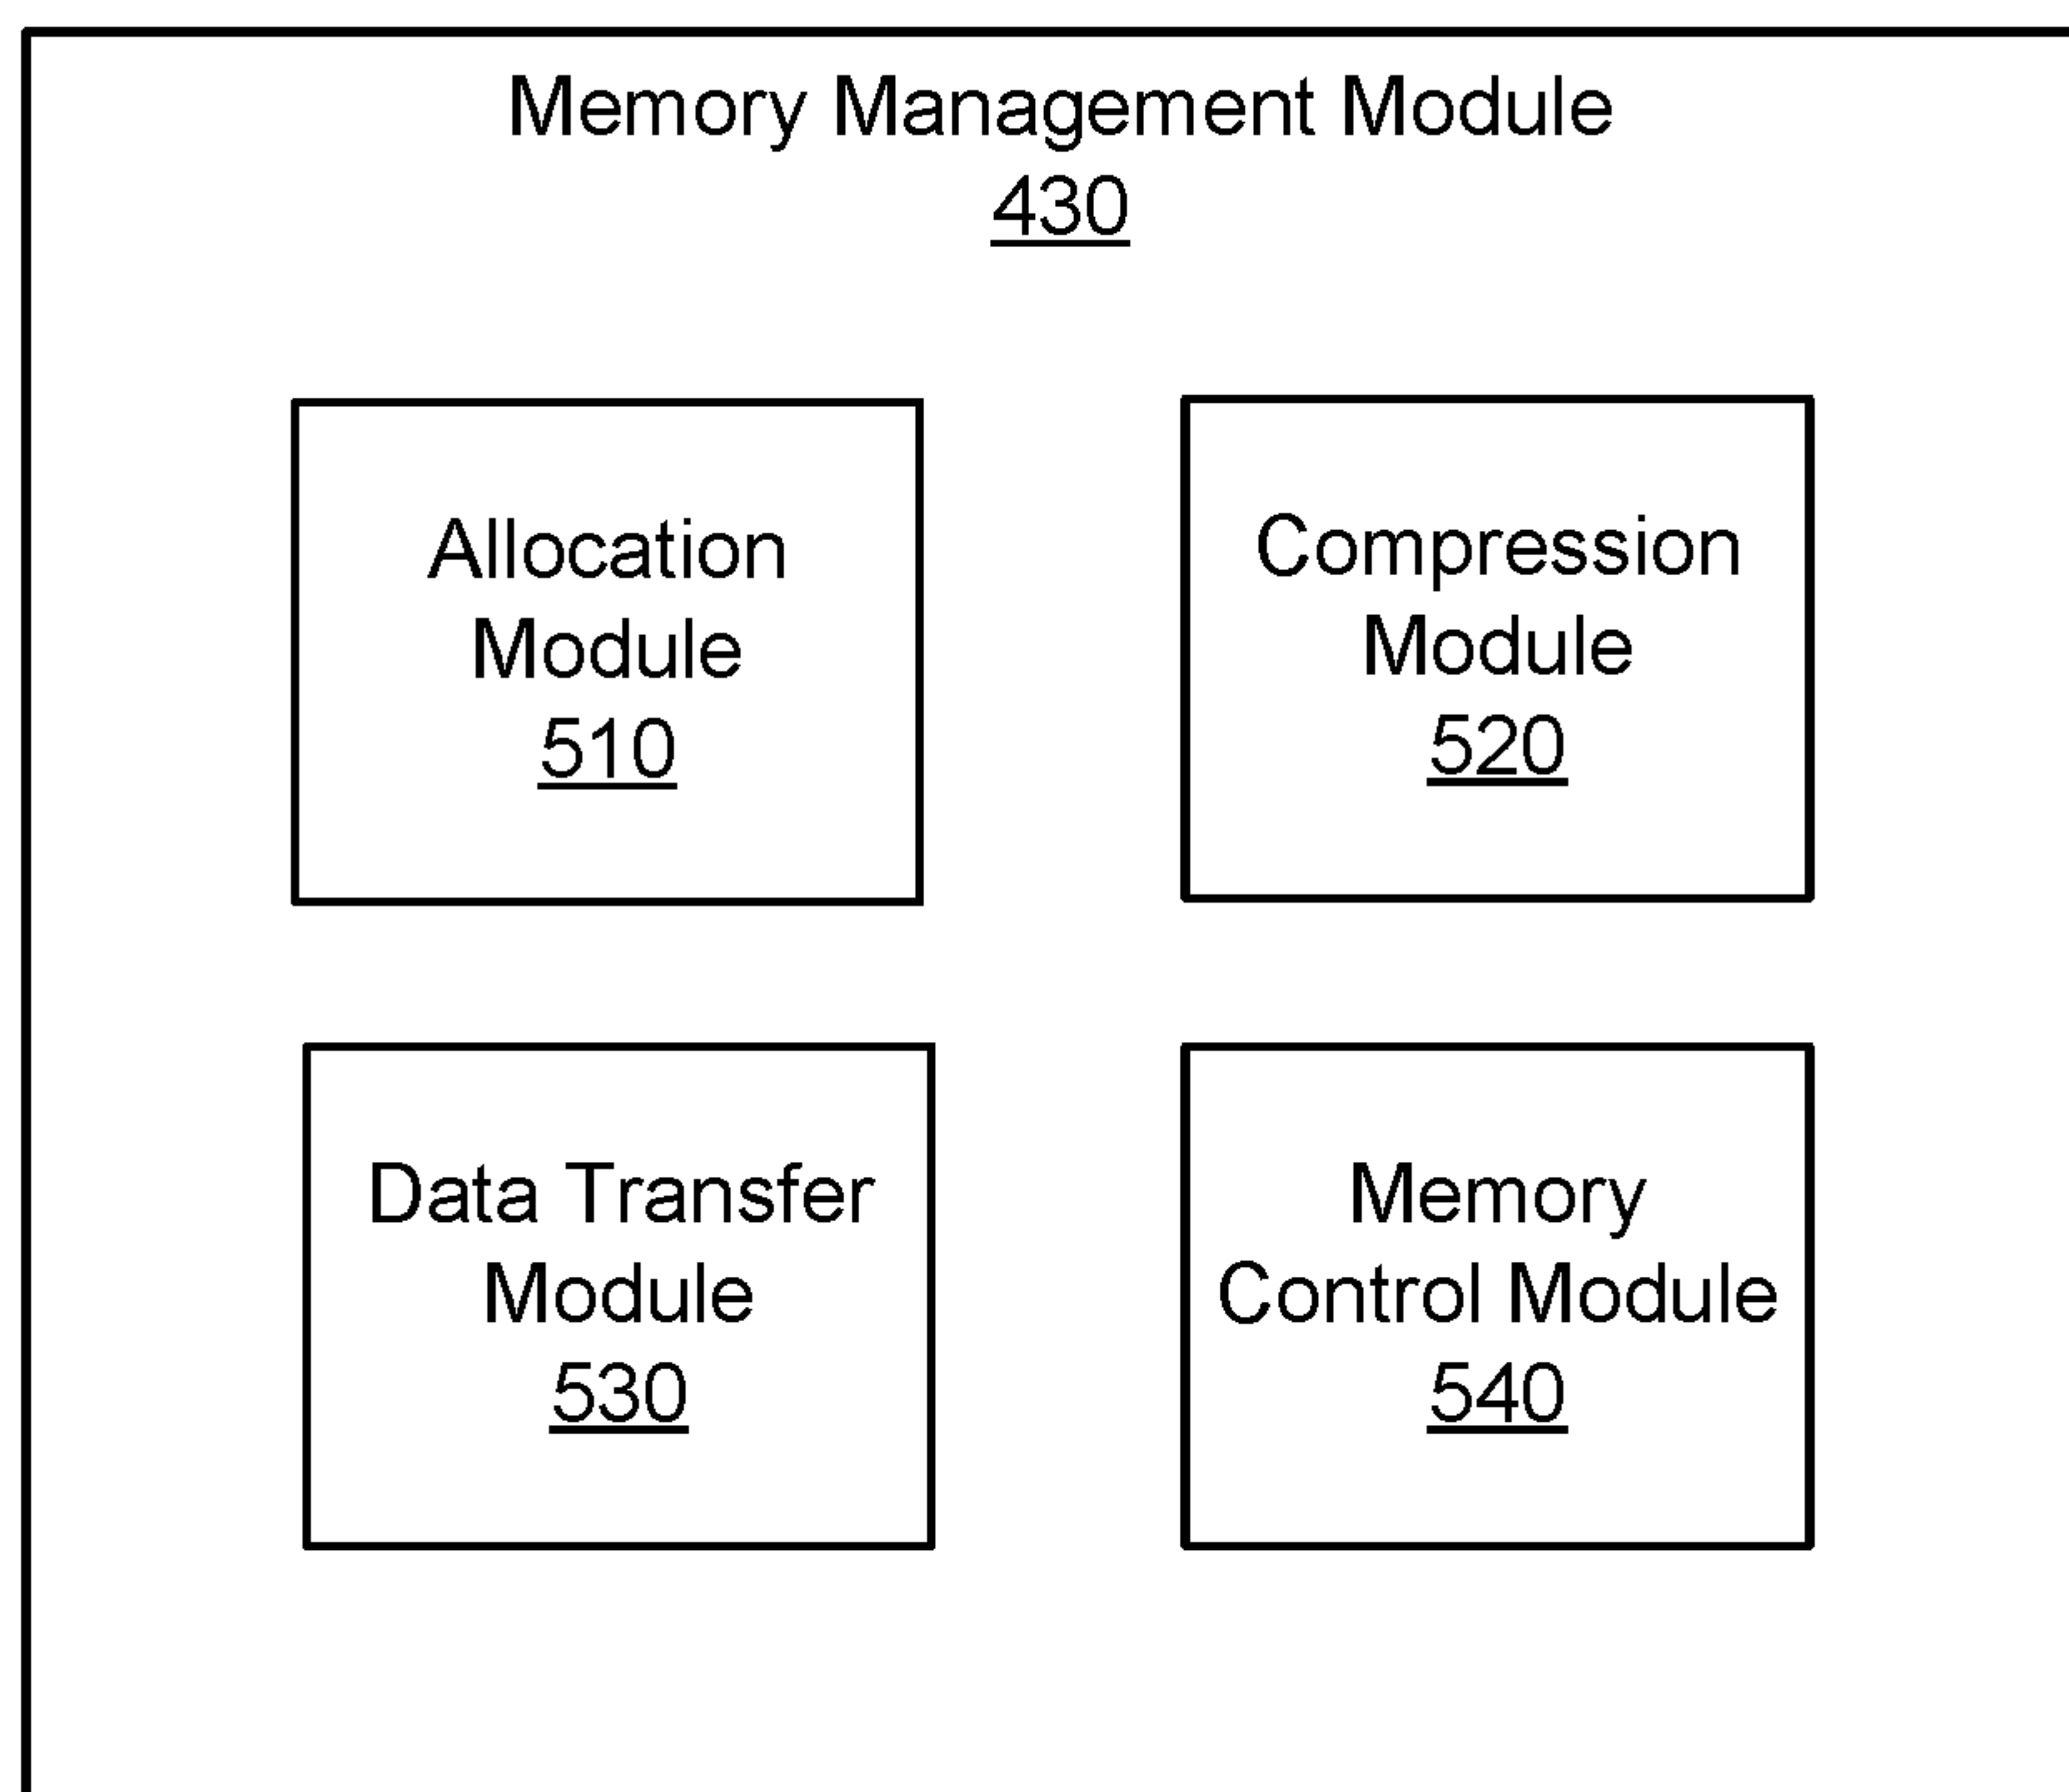 Memory Management Module
430
Allocation
Module
510
Compression
Module
520
Data Transfer
Module
530
Memory
Control Module
540